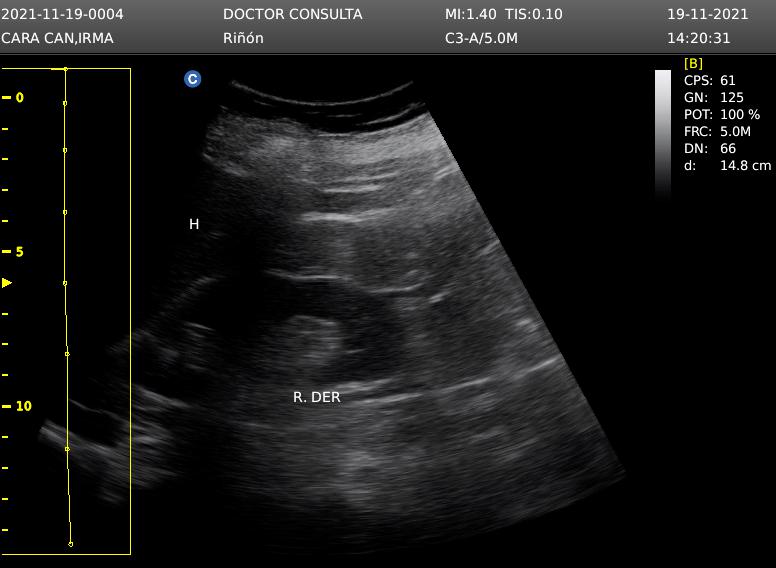 2021-11-19-0004 DOCTOR CONSULTA MI:1.40 TIS:0.10 19-11-2021
CARA CAN,IRMA Riñón C3-A/5.0M 14:20:31
C
[B]
CPS: 61
GN: 125
POT: 100 %
FRC: 5.0M
DN: 66
d: 14.8 cm
0
H
5
R. DER
10